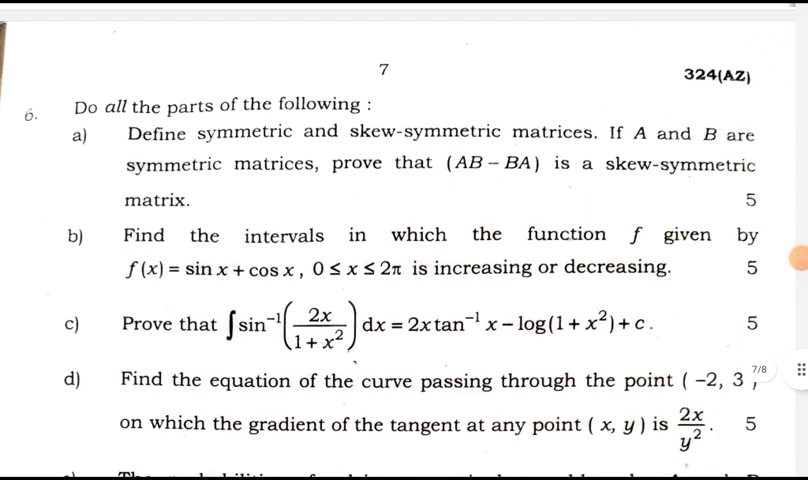 7
324(AZ)
6. Do all the parts of the following :
a) Define symmetric and skew-symmetric matrices. If A and B are
symmetric matrices, prove that (AB – BA) is a skew-symmetric
matrix. 5
b) Find the intervals in which the function f given by
f(x) = sin x + cos x, 0 ≤ x ≤ 2π is increasing or decreasing. 5
c) Prove that ∫ sin⁻¹(2x/(1 + x²)) dx = 2x tan⁻¹ x – log(1 + x²) + c. 5
d) Find the equation of the curve passing through the point ( –2, 3
7/8
on which the gradient of the tangent at any point ( x, y ) is 2x/y². 5